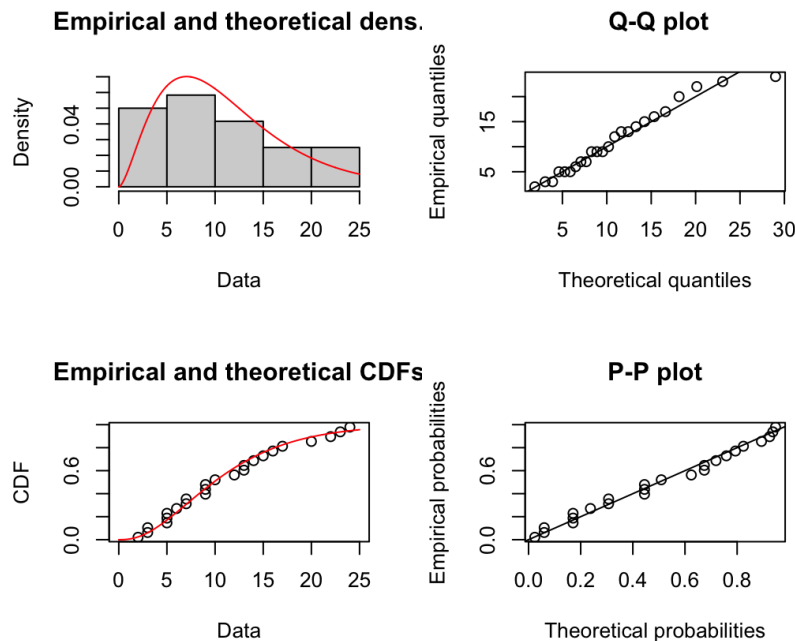 Empirical and theoretical dens.
Density
0.04
0.00
0 5 10 15 20 25
Data
Q-Q plot
Empirical quantiles
15
5
5 10 15 20 25 30
Theoretical quantiles
Empirical and theoretical CDFs
CDF
0.6
0.0
0 5 10 15 20 25
Data
P-P plot
Empirical probabilities
0.6
0.0
0.0 0.2 0.4 0.6 0.8
Theoretical probabilities